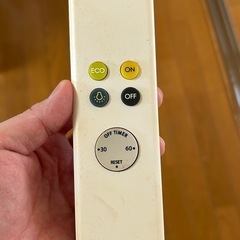 ECO ON
OFF
OFF TIMER
•30 60•
RESET